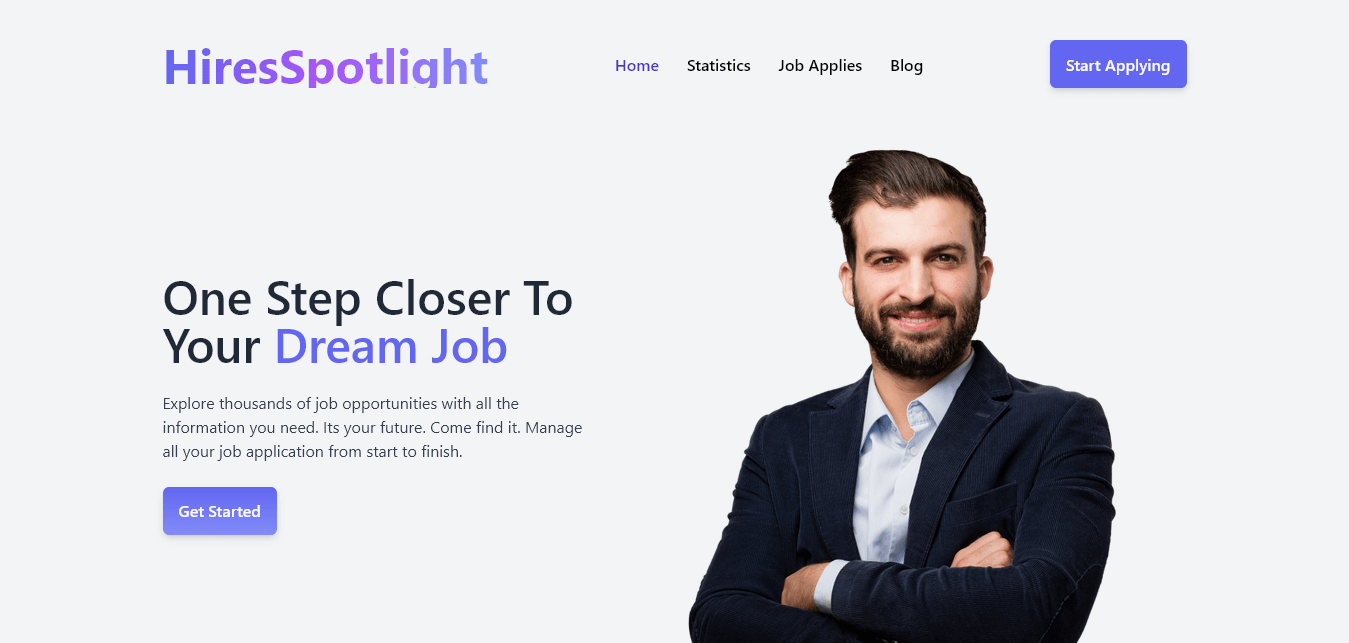 HiresSpotlight
Home Statistics Job Applies Blog
Start Applying
One Step Closer To
Your Dream Job
Explore thousands of job opportunities with all the
information you need. Its your future. Come find it. Manage
all your job application from start to finish.
Get Started